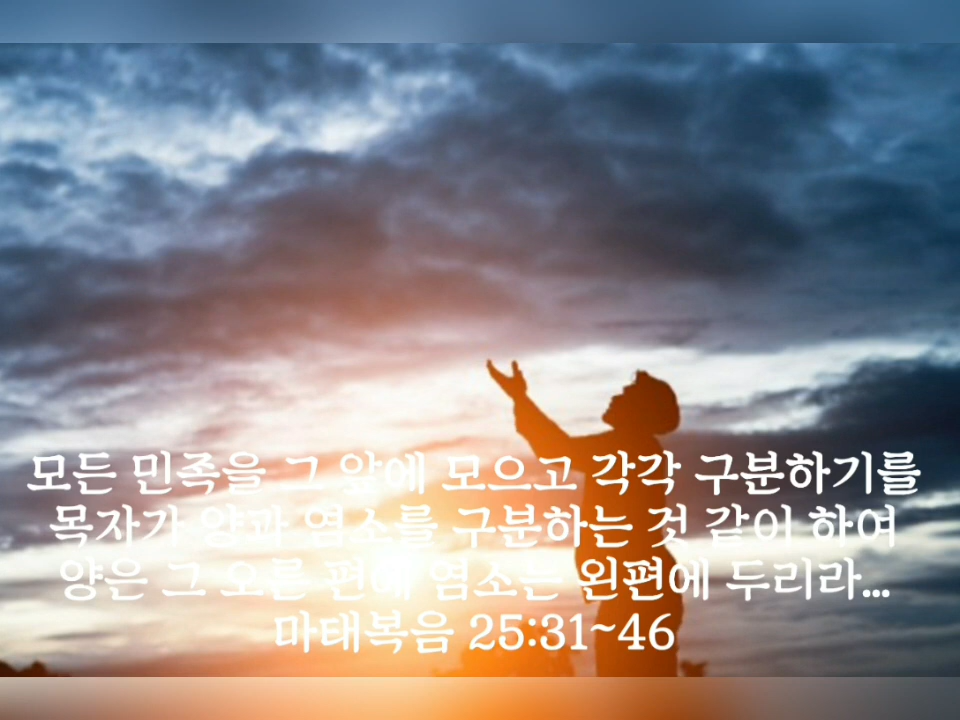 모든 민족을 그 앞에 모으고 각각 구분하기를
목자가 양과 염소를 구분하는 것 같이 하여
양은 그 오른 편에 염소는 왼편에 두리라...
마태복음 25:31~46